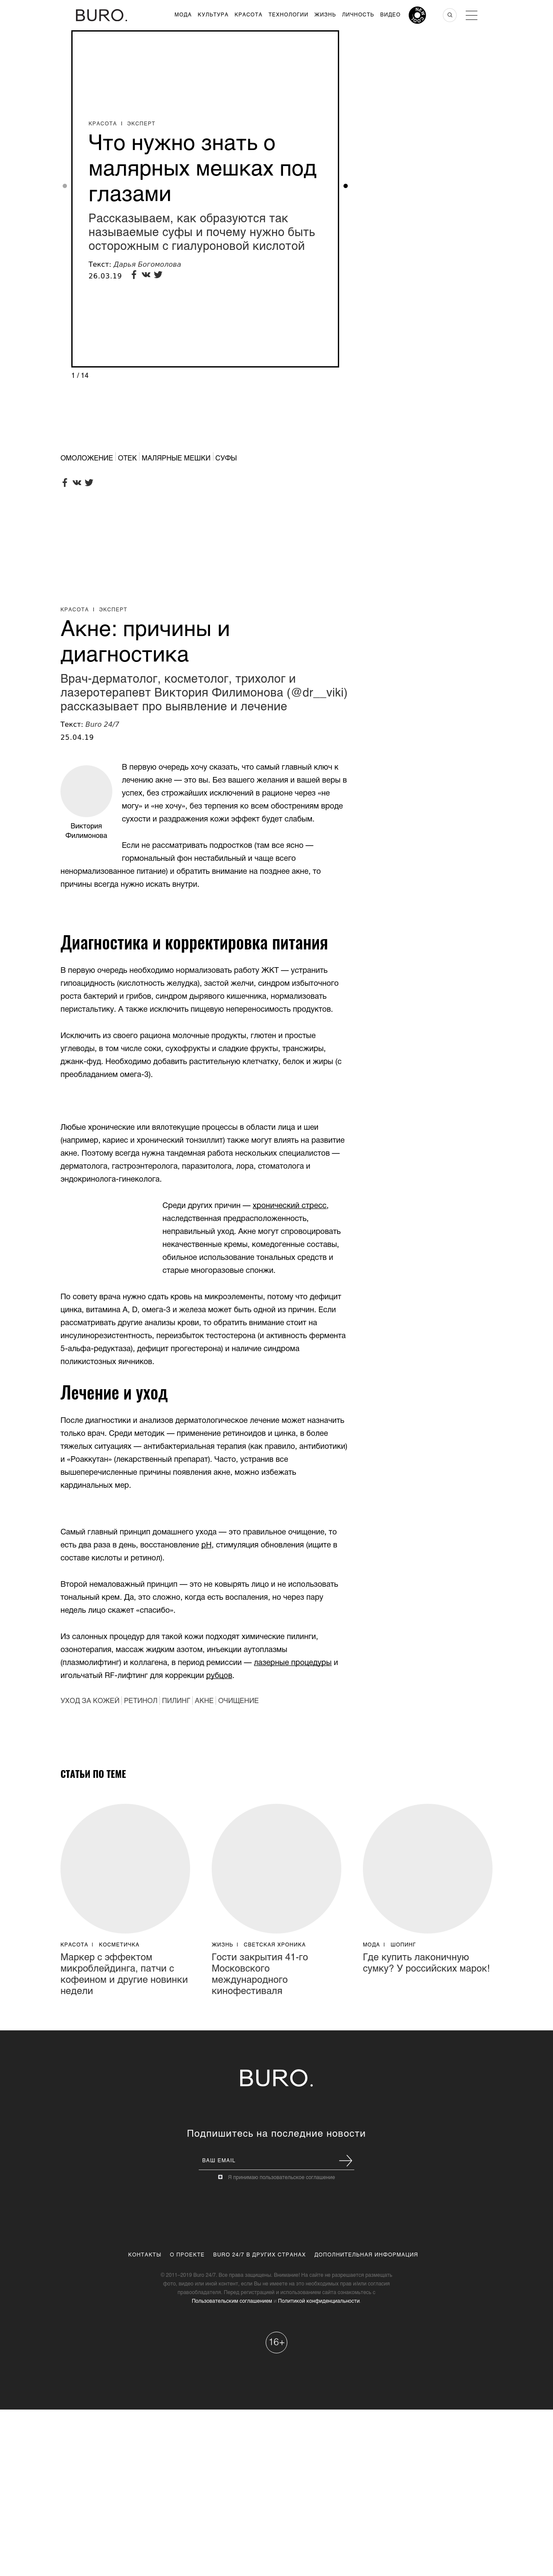 BURO.
МОДА КУЛЬТУРА КРАСОТА ТЕХНОЛОГИИ ЖИЗНЬ ЛИЧНОСТЬ ВИДЕО
КРАСОТА | ЭКСПЕРТ
Что нужно знать о
малярных мешках под
глазами
Рассказываем, как образуются так
называемые суфы и почему нужно быть
осторожным с гиалуроновой кислотой
Текст: Дарья Богомолова
26.03.19
1 / 14
ОМОЛОЖЕНИЕ ОТЕК МАЛЯРНЫЕ МЕШКИ СУФЫ
КРАСОТА | ЭКСПЕРТ
Акне: причины и
диагностика
Врач-дерматолог, косметолог, трихолог и
лазеротерапевт Виктория Филимонова (@dr__viki)
рассказывает про выявление и лечение
Текст: Buro 24/7
25.04.19
Виктория
Филимонова
В первую очередь хочу сказать, что самый главный ключ к
лечению акне — это вы. Без вашего желания и вашей веры в
успех, без строжайших исключений в рационе через «не
могу» и «не хочу», без терпения ко всем обострениям вроде
сухости и раздражения кожи эффект будет слабым.
Если не рассматривать подростков (там все ясно —
гормональный фон нестабильный и чаще всего
ненормализованное питание) и обратить внимание на позднее акне, то
причины всегда нужно искать внутри.
Диагностика и корректировка питания
В первую очередь необходимо нормализовать работу ЖКТ — устранить
гипоацидность (кислотность желудка), застой желчи, синдром избыточного
роста бактерий и грибов, синдром дырявого кишечника, нормализовать
перистальтику. А также исключить пищевую непереносимость продуктов.
Исключить из своего рациона молочные продукты, глютен и простые
углеводы, в том числе соки, сухофрукты и сладкие фрукты, трансжиры,
джанк-фуд. Необходимо добавить растительную клетчатку, белок и жиры (с
преобладанием омега-3).
Любые хронические или вялотекущие процессы в области лица и шеи
(например, кариес и хронический тонзиллит) также могут влиять на развитие
акне. Поэтому всегда нужна тандемная работа нескольких специалистов —
дерматолога, гастроэнтеролога, паразитолога, лора, стоматолога и
эндокринолога-гинеколога.
Среди других причин — хронический стресс,
наследственная предрасположенность,
неправильный уход. Акне могут спровоцировать
некачественные кремы, комедогенные составы,
обильное использование тональных средств и
старые многоразовые спонжи.
По совету врача нужно сдать кровь на микроэлементы, потому что дефицит
цинка, витамина А, D, омега-3 и железа может быть одной из причин. Если
рассматривать другие анализы крови, то обратить внимание стоит на
инсулинорезистентность, переизбыток тестостерона (и активность фермента
5-альфа-редуктаза), дефицит прогестерона) и наличие синдрома
поликистозных яичников.
Лечение и уход
После диагностики и анализов дерматологическое лечение может назначить
только врач. Среди методик — применение ретиноидов и цинка, в более
тяжелых ситуациях — антибактериальная терапия (как правило, антибиотики)
и «Роаккутан» (лекарственный препарат). Часто, устранив все
вышеперечисленные причины появления акне, можно избежать
кардинальных мер.
Самый главный принцип домашнего ухода — это правильное очищение, то
есть два раза в день, восстановление pH, стимуляция обновления (ищите в
составе кислоты и ретинол).
Второй немаловажный принцип — это не ковырять лицо и не использовать
тональный крем. Да, это сложно, когда есть воспаления, но через пару
недель лицо скажет «спасибо».
Из салонных процедур для такой кожи подходят химические пилинги,
озонотерапия, массаж жидким азотом, инъекции аутоплазмы
(плазмолифтинг) и коллагена, в период ремиссии — лазерные процедуры и
игольчатый RF-лифтинг для коррекции рубцов.
УХОД ЗА КОЖЕЙ РЕТИНОЛ ПИЛИНГ АКНЕ ОЧИЩЕНИЕ
СТАТЬИ ПО ТЕМЕ
КРАСОТА | КОСМЕТИЧКА
Маркер с эффектом
микроблейдинга, патчи с
кофеином и другие новинки
недели
ЖИЗНЬ | СВЕТСКАЯ ХРОНИКА
Гости закрытия 41-го
Московского
международного
кинофестиваля
МОДА | ШОПИНГ
Где купить лаконичную
сумку? У российских марок!
BURO.
Подпишитесь на последние новости
ВАШ EMAIL
Я принимаю пользовательское соглашение
КОНТАКТЫ О ПРОЕКТЕ BURO 24/7 В ДРУГИХ СТРАНАХ ДОПОЛНИТЕЛЬНАЯ ИНФОРМАЦИЯ
© 2011–2019 Buro 24/7. Все права защищены. Внимание! На сайте не разрешается размещать
фото, видео или иной контент, если Вы не имеете на это необходимых прав и/или согласия
правообладателя. Перед регистрацией и использованием сайта ознакомьтесь с
Пользовательским соглашением и Политикой конфиденциальности
16+